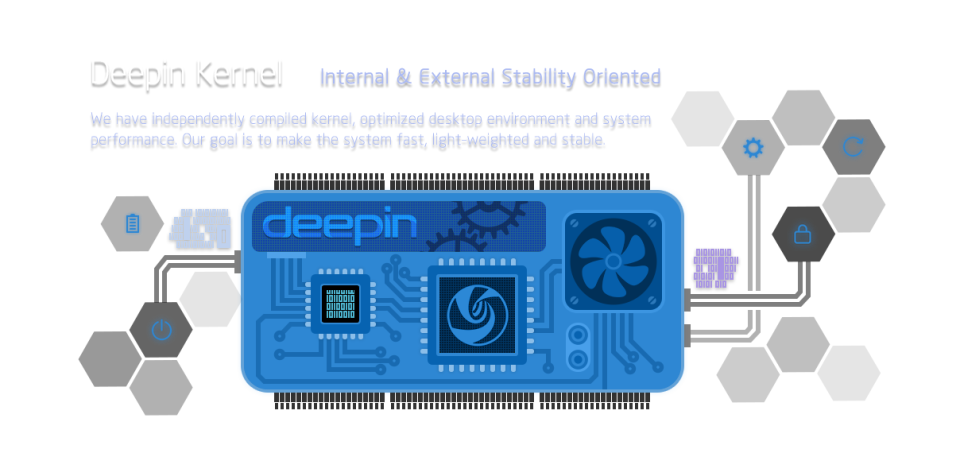 Deepin Kernel Internal & External Stability Oriented
We have independently compiled kernel, optimized desktop environment and system
performance. Our goal is to make the system fast, light-weighted and stable.
deepin